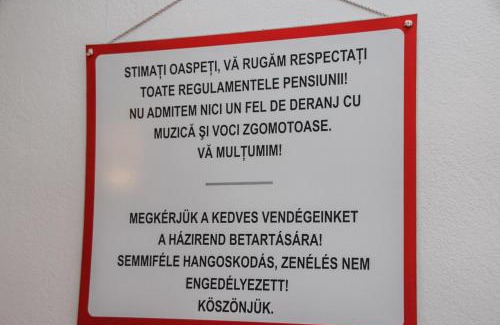 STIMAȚI OASPEȚI, VĂ RUGĂM RESPECTAȚI
TOATE REGULAMENTELE PENSIUNII!
NU ADMITEM NICI UN FEL DE DERANJ CU
MUZICĂ ŞI VOCI ZGOMOTOASE.
VĂ MULȚUMIM!
MEGKÉRJÜK A KEDVES VENDÉGEINKET
A HÁZIREND BETARTÁSÁRA!
SEMMIFÉLE HANGOSKODÁS, ZENÉLÉS NEM
ENGEDÉLYEZETT!
KÖSZÖNJÜK.